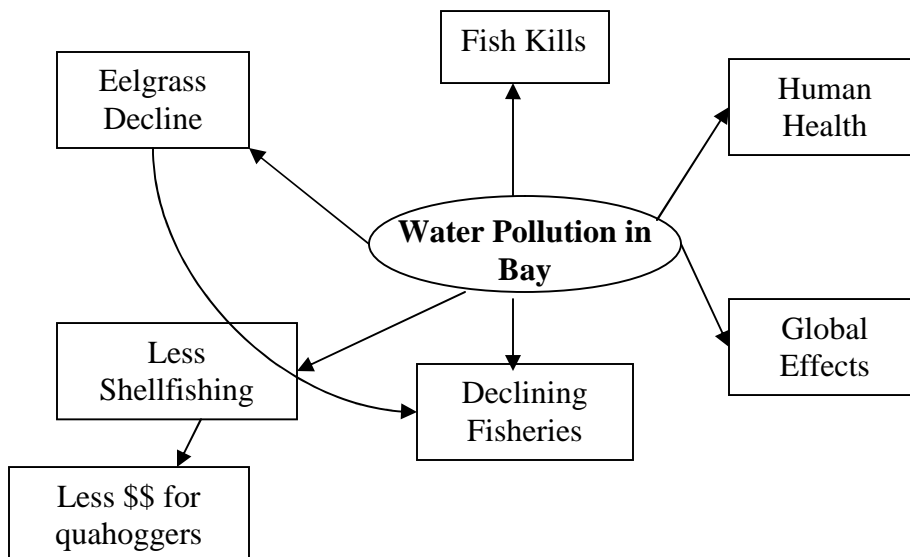 Fish Kills
Eelgrass
Decline
Human
Health
Water Pollution in
Bay
Global
Effects
Less
Shellfishing
Declining
Fisheries
Less $$ for
quahoggers